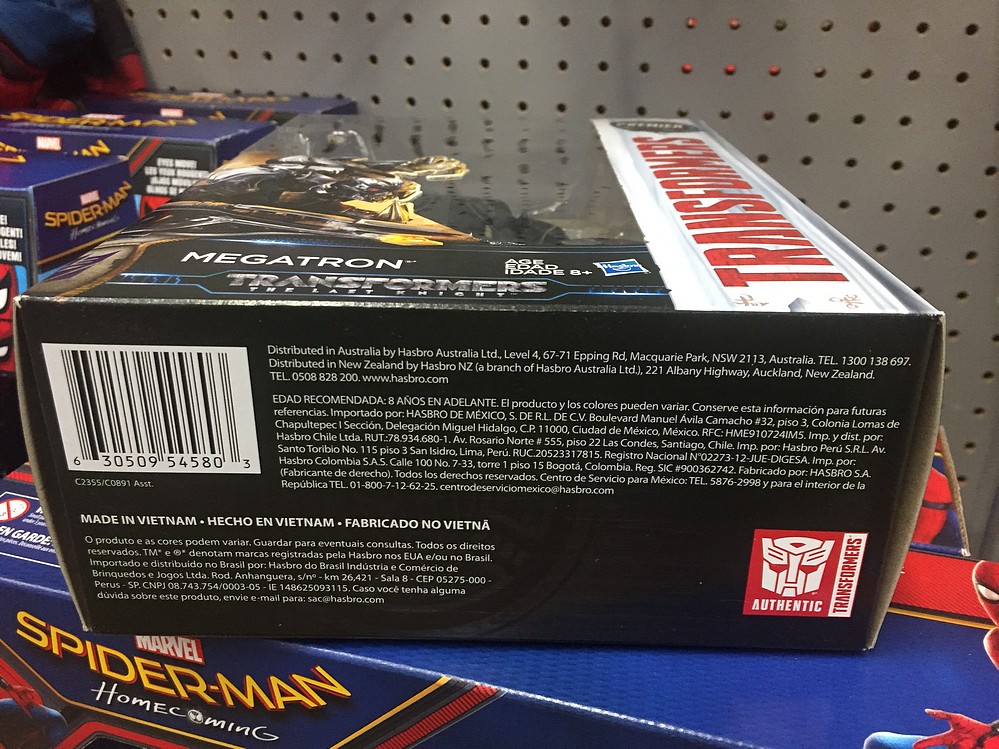 MARVEL
SPIDER-MAN
MARVEL
SPIDER-MAN
HOMECOMING
PREMIER
TRANSFORMERS
MEGATRON
AGE
EDAD
IDADE 8+
Hasbro
TRANSFORMERS
THE LAST KNIGHT
6 30509 54580 3
C2355/C0891 Asst.
Distributed in Australia by Hasbro Australia Ltd., Level 4, 67-71 Epping Rd, Macquarie Park, NSW 2113, Australia. TEL. 1300 138 697.
Distributed in New Zealand by Hasbro NZ (a branch of Hasbro Australia Ltd.), 221 Albany Highway, Auckland, New Zealand.
TEL. 0508 828 200. www.hasbro.com
EDAD RECOMENDADA: 8 AÑOS EN ADELANTE. El producto y los colores pueden variar. Conserve esta información para futuras
referencias. Importado por: HASBRO DE MÉXICO, S. DE R.L. DE C.V. Boulevard Manuel Ávila Camacho #32, piso 3, Colonia Lomas de
Chapultepec I Sección, Delegación Miguel Hidalgo, C.P. 11000, Ciudad de México, México. RFC: HME910724IM5. Imp. y dist. por:
Hasbro Chile Ltda. RUT.:78.934.680-1. Av. Rosario Norte # 555, piso 22 Las Condes, Santiago, Chile. Imp. por: Hasbro Perú S.R.L. Av.
Santo Toribio No. 115 piso 3 San Isidro, Lima, Perú. RUC.20523317815. Registro Nacional N°02273-12-JUE-DIGESA. Imp. por:
Hasbro Colombia S.A.S. Calle 100 No. 7-33, torre 1 piso 15 Bogotá, Colombia. Reg. SIC #900362742. Fabricado por: HASBRO S.A.
(Fabricante de derecho). Todos los derechos reservados. Centro de Servicio para México: TEL. 5876-2998 y para el interior de la
República TEL. 01-800-7-12-62-25. centrodeserviciomexico@hasbro.com
MADE IN VIETNAM • HECHO EN VIETNAM • FABRICADO NO VIETNÃ
O produto e as cores podem variar. Guardar para eventuais consultas. Todos os direitos
reservados. TM* e ®* denotam marcas registradas pela Hasbro nos EUA e/ou no Brasil.
Importado e distribuído no Brasil por: Hasbro do Brasil Indústria e Comércio de
Brinquedos e Jogos Ltda. Rod. Anhanguera, s/nº - km 26,421 - Sala 8 - CEP 05275-000 -
Perus - SP. CNPJ 08.743.754/0003-05 - IE 148625093115. Caso você tenha alguma
dúvida sobre este produto, envie e-mail para: sac@hasbro.com
AUTHENTIC
TRANSFORMERS
MARVEL
SPIDER-MAN
HOMECOMING